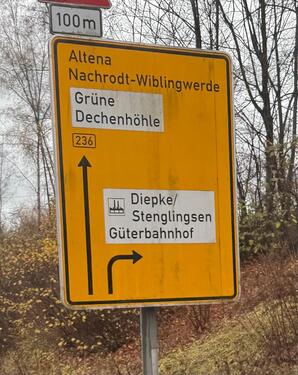 100 m
Altena
Nachrodt-Wiblingwerde
Grüne
Dechenhöhle
236
Diepke/
Stenglingsen
Güterbahnhof